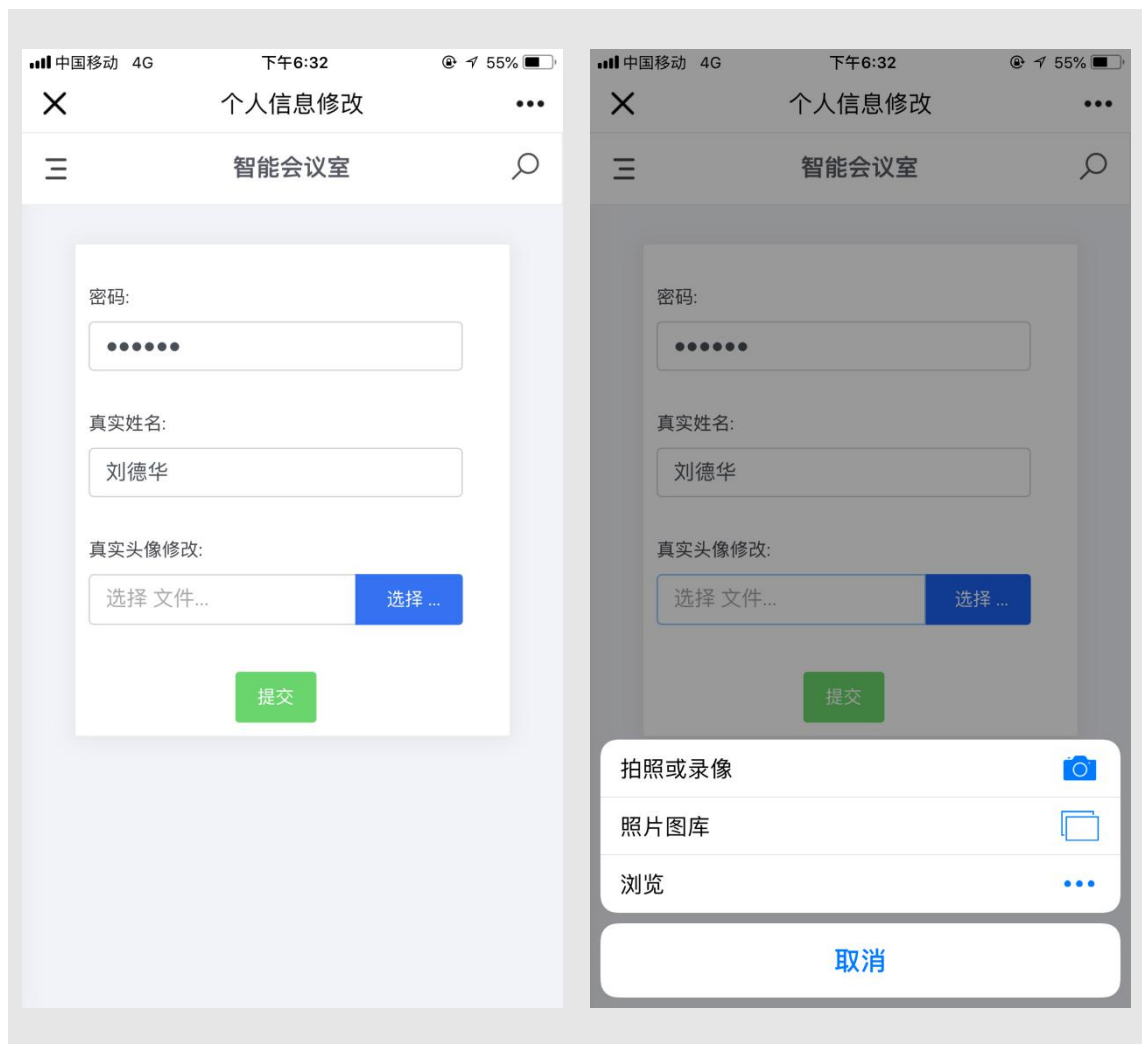 中国移动 4G 下午6:32 55%
个人信息修改
智能会议室
密码:
●●●●●●
真实姓名:
刘德华
真实头像修改:
选择 文件... 选择 ...
提交
中国移动 4G 下午6:32 55%
个人信息修改
智能会议室
密码:
●●●●●●
真实姓名:
刘德华
真实头像修改:
选择 文件... 选择 ...
提交
拍照或录像
照片图库
浏览
取消